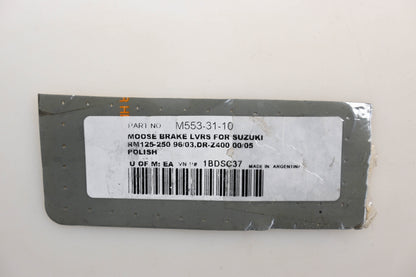 PART NO. M553-31-10
MOOSE BRAKE LVRS FOR SUZUKI
RM125-250 96/03,DR-Z400 00/05
POLISH
U OF M: EA VN P# 1BDSC37 MADE IN ARGENTINA